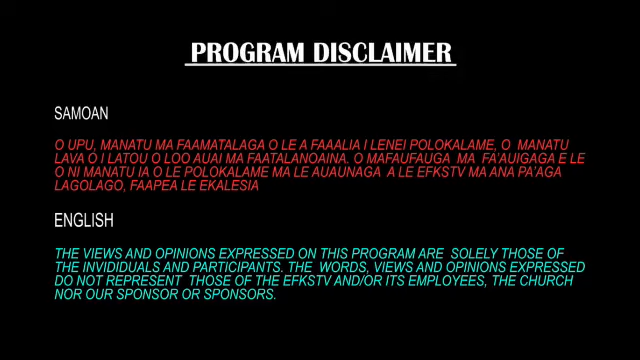 PROGRAM DISCLAIMER
SAMOAN
O UPU, MANATU MA FAAMATALAGA O LE A FAAALIA I LENEI POLOKALAME, O MANATU
LAVA O I LATOU O LOO AUAI MA FAATALANOAINA. O MAFAUFAUGA MA FA'AUIGAGA E LE
O NI MANATU IA O LE POLOKALAME MA LE AUAUNAGA A LE EFKSTV MA ANA PA'AGA
LAGOLAGO, FAAPEA LE EKALESIA
ENGLISH
THE VIEWS AND OPINIONS EXPRESSED ON THIS PROGRAM ARE SOLELY THOSE OF
THE INVIDIDUALS AND PARTICIPANTS. THE WORDS, VIEWS AND OPINIONS EXPRESSED
DO NOT REPRESENT THOSE OF THE EFKSTV AND/OR ITS EMPLOYEES, THE CHURCH
NOR OUR SPONSOR OR SPONSORS.